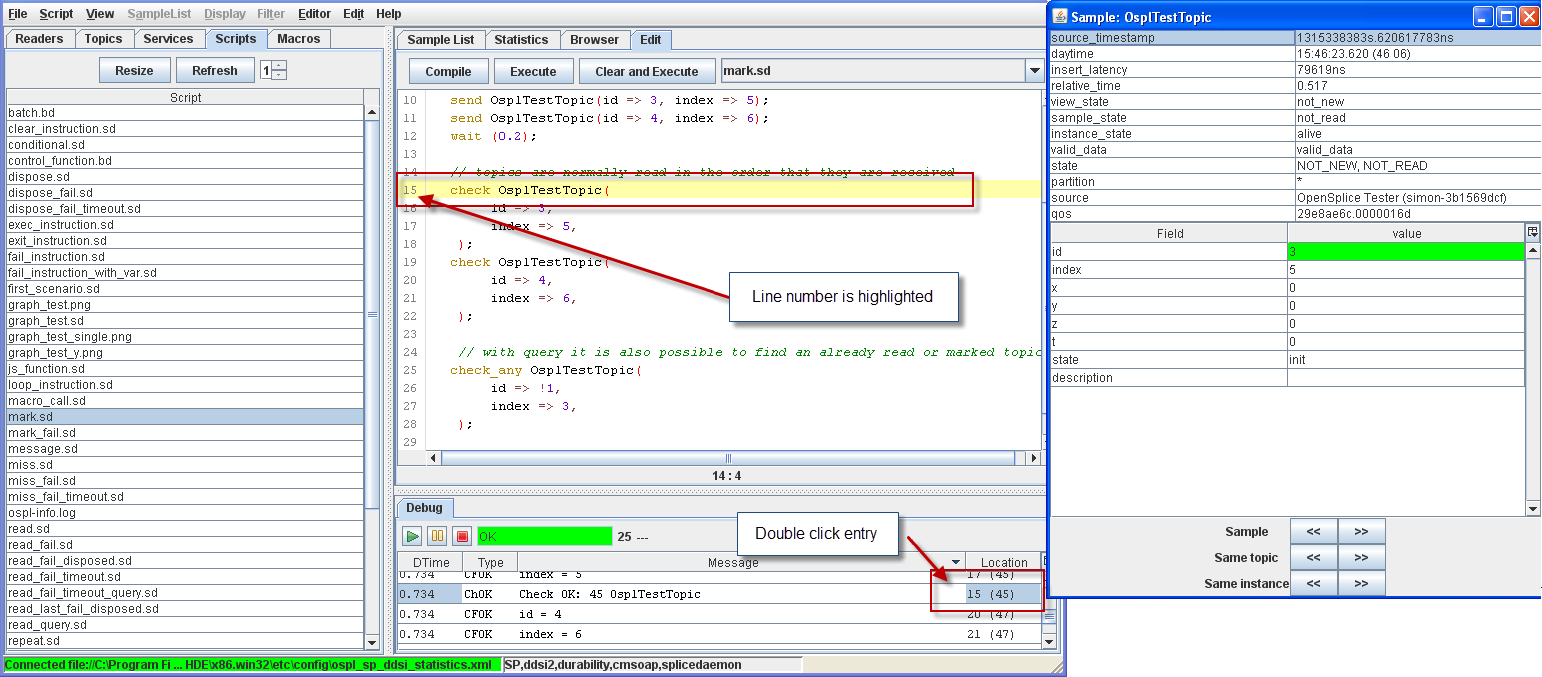 File Script View SampleList Display Filter Editor Edit Help
Readers Topics Services Scripts Macros
Resize Refresh 1
Script
batch.bd
clear_instruction.sd
conditional.sd
control_function.bd
dispose.sd
dispose_fail.sd
dispose_fail_timeout.sd
exec_instruction.sd
exit_instruction.sd
fail_instruction.sd
fail_instruction_with_var.sd
first_scenario.sd
graph_test.png
graph_test.sd
graph_test_single.png
graph_test_y.png
js_function.sd
loop_instruction.sd
macro_call.sd
mark.sd
mark_fail.sd
message.sd
miss.sd
miss_fail.sd
miss_fail_timeout.sd
ospl-info.log
read.sd
read_fail.sd
read_fail_disposed.sd
read_fail_timeout.sd
read_fail_timeout_query.sd
read_last_fail_disposed.sd
read_query.sd
repeat.sd
Sample List Statistics Browser Edit
Compile Execute Clear and Execute mark.sd
10 send OsplTestTopic(id => 3, index => 5);
11 send OsplTestTopic(id => 4, index => 6);
12 wait (0.2);
13
14 // topics are normally read in the order that they are received
15 check OsplTestTopic(
16 id => 3,
17 index => 5,
18 );
19 check OsplTestTopic(
20 id => 4,
21 index => 6,
22 );
23
24 // with query it is also possible to find an already read or marked topic
25 check_any OsplTestTopic(
26 id => !1,
27 index => 3,
28 );
29
Line number is highlighted
14 : 4
Debug
OK 25 ---
Double click entry
DTime Type Message Location
0.734 CFOK index = 5 17 (45)
0.734 ChOK Check OK: 45 OsplTestTopic 15 (45)
0.734 CFOK id = 4 20 (47)
0.734 CFOK index = 6 21 (47)
Connected file://C:\Program Fi ... HDE\x86.win32\etc\config\ospl_sp_ddsi_statistics.xml SP,ddsi2,durability,cmsoap,splicedaemon
Sample: OsplTestTopic
source_timestamp 1315338383s.620617783ns
daytime 15:46:23.620 (46 06)
insert_latency 79619ns
relative_time 0.517
view_state not_new
sample_state not_read
instance_state alive
valid_data valid_data
state NOT_NEW, NOT_READ
partition *
source OpenSplice Tester (simon-3b1569dcf)
qos 29e8ae6c.0000016d
Field value
id 3
index 5
x 0
y 0
z 0
t 0
state init
description
Sample << >>
Same topic << >>
Same instance << >>